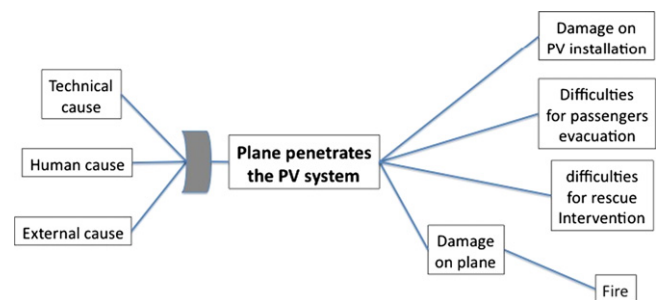 Technical
cause
Human cause
External cause
Plane penetrates
the PV system
Damage on
PV installation
Difficulties
for passengers
evacuation
difficulties
for rescue
Intervention
Damage
on plane
Fire